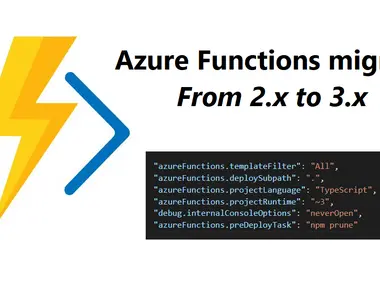 Azure Functions migr
From 2.x to 3.x
"azureFunctions.templateFilter": "All",
"azureFunctions.deploySubpath": ".",
"azureFunctions.projectLanguage": "TypeScript",
"azureFunctions.projectRuntime": "~3",
"debug.internalConsoleOptions": "neverOpen",
"azureFunctions.preDeployTask": "npm prune"